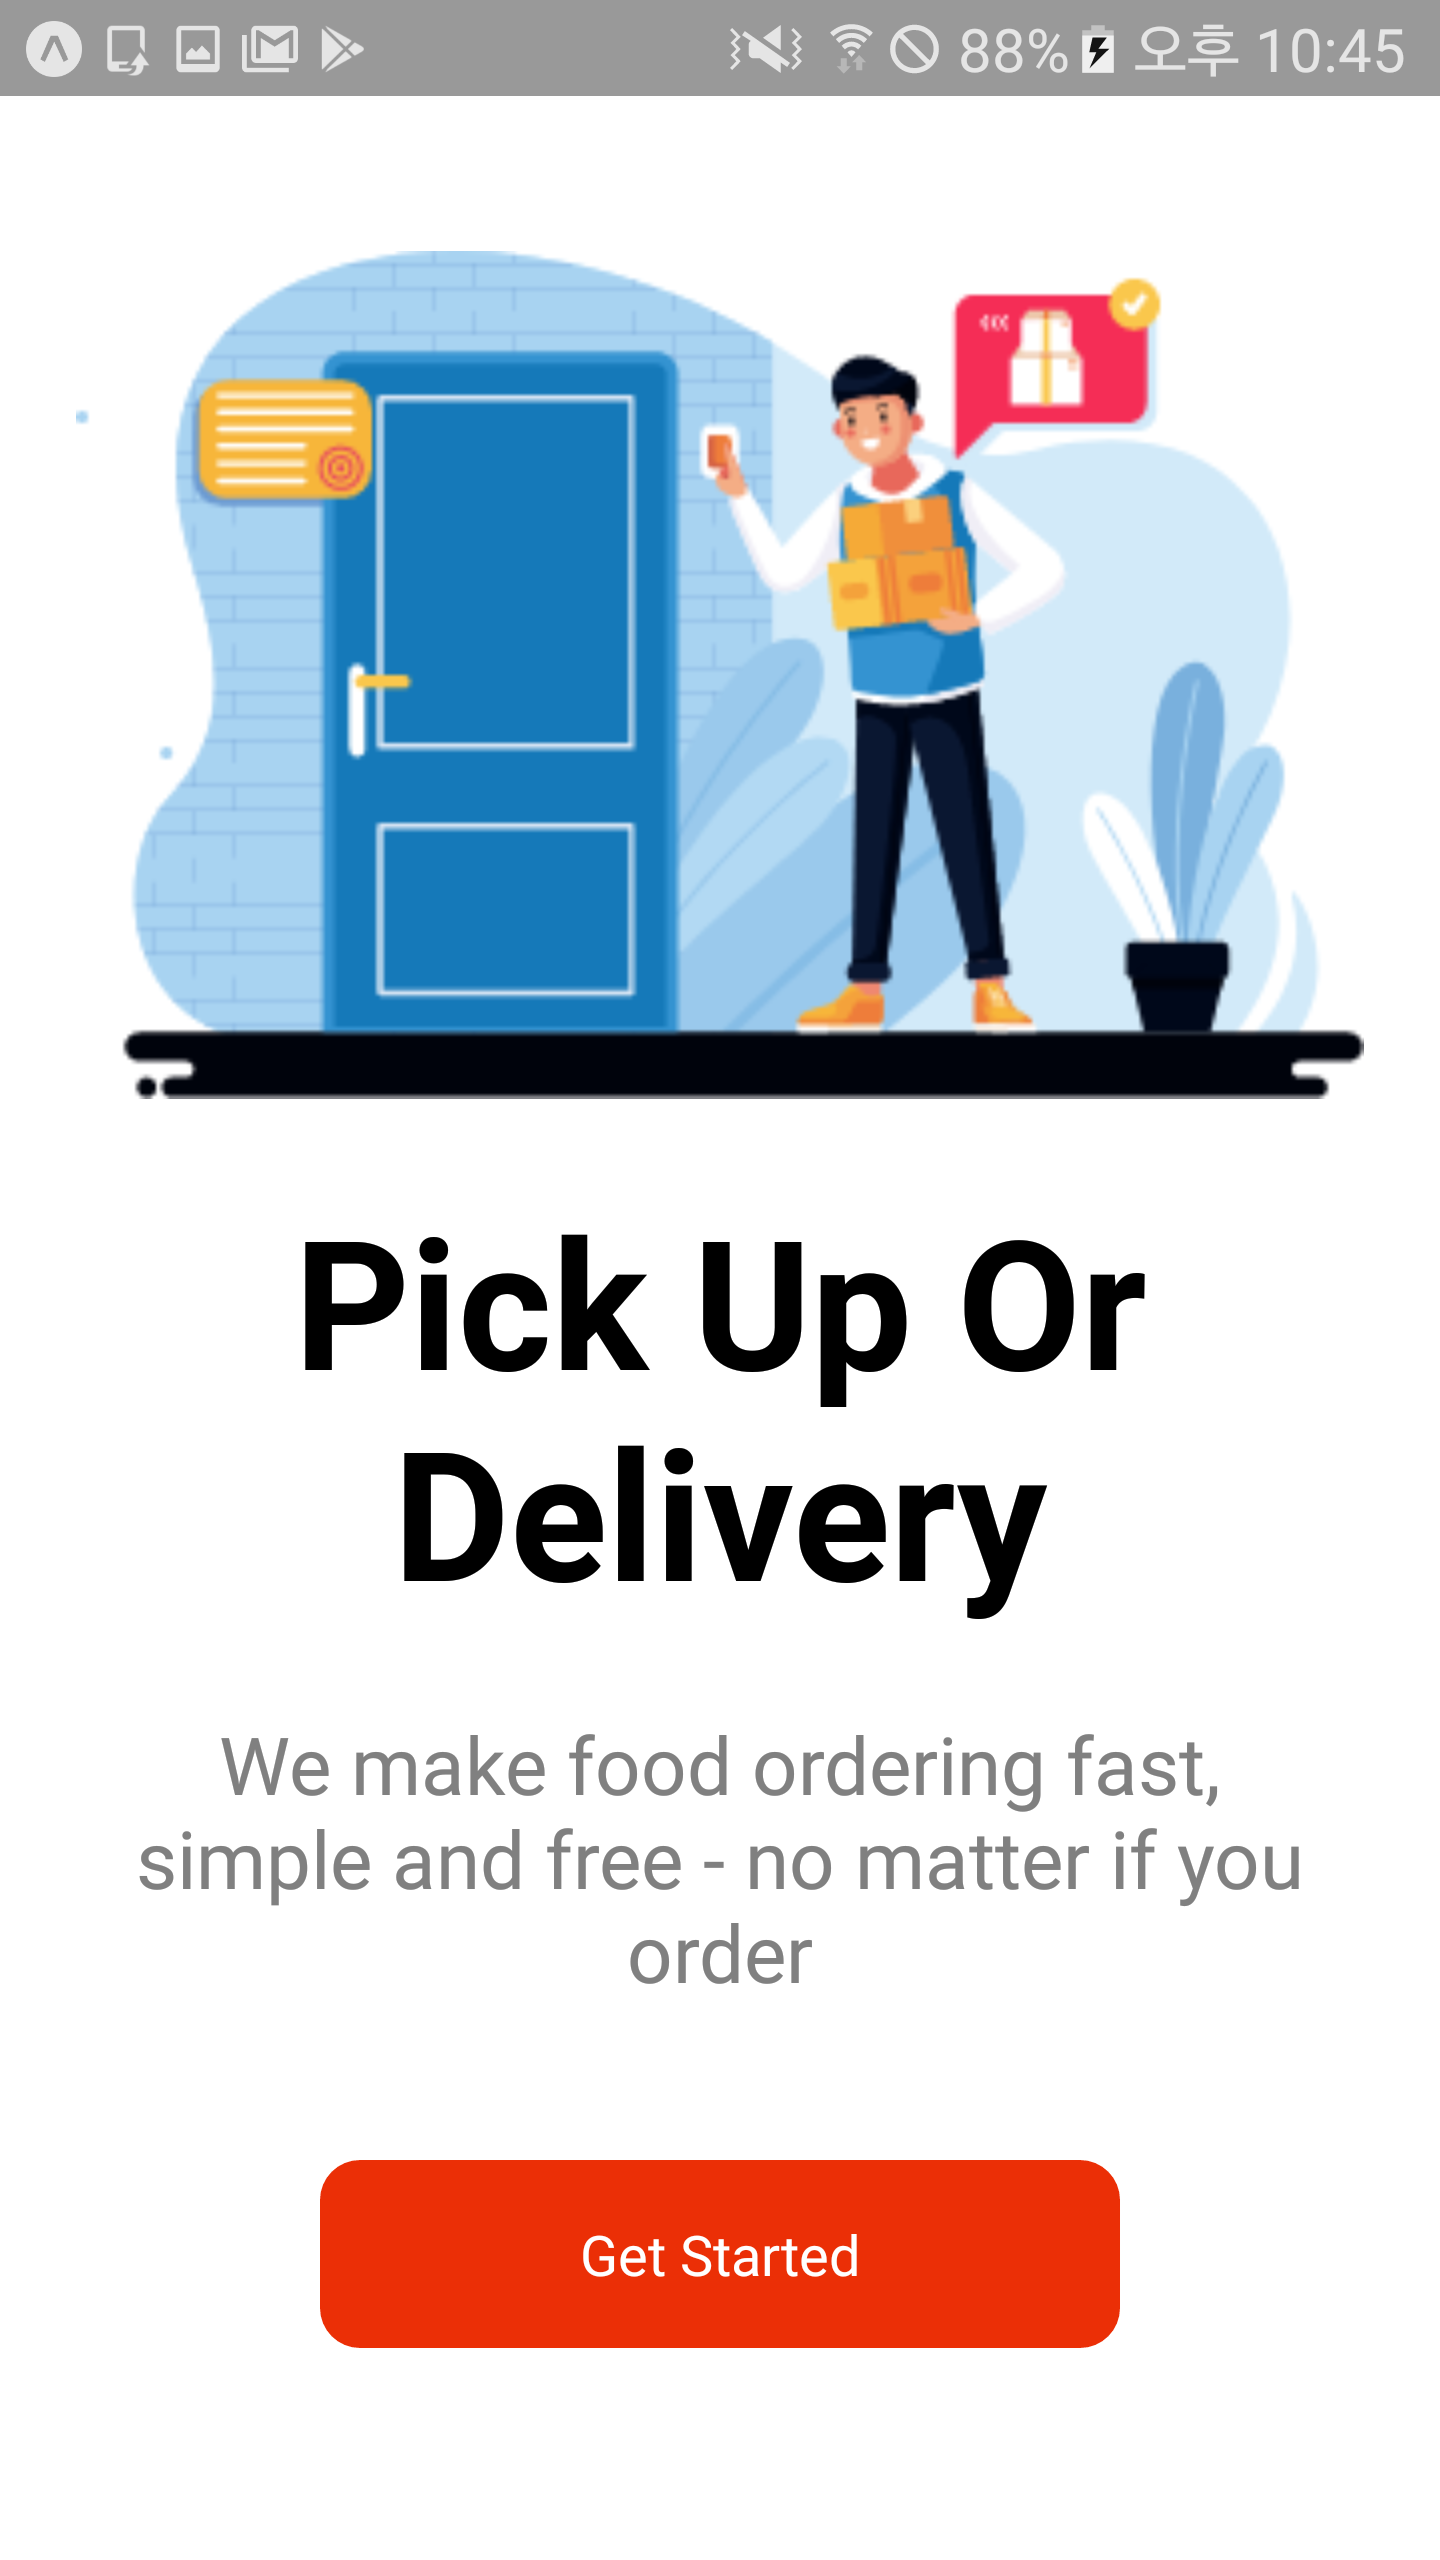 88% 오후 10:45
Pick Up Or
Delivery
We make food ordering fast,
simple and free - no matter if you
order
Get Started